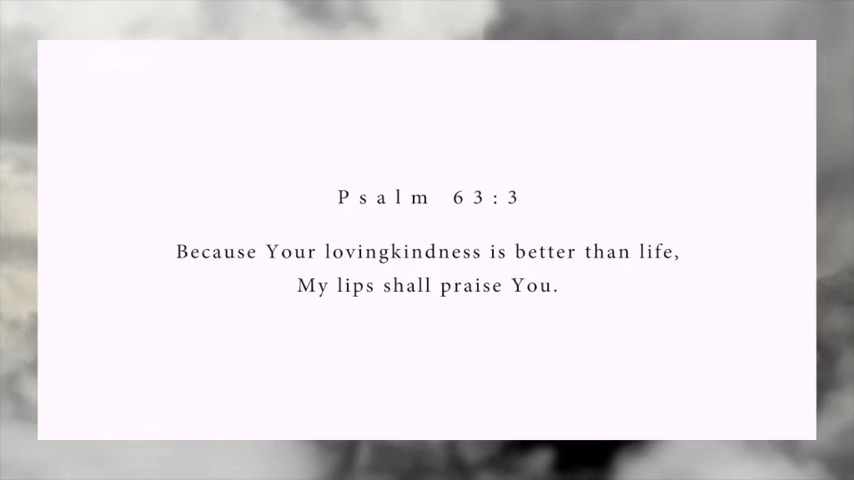 Psalm 63:3
Because Your lovingkindness is better than life,
My lips shall praise You.